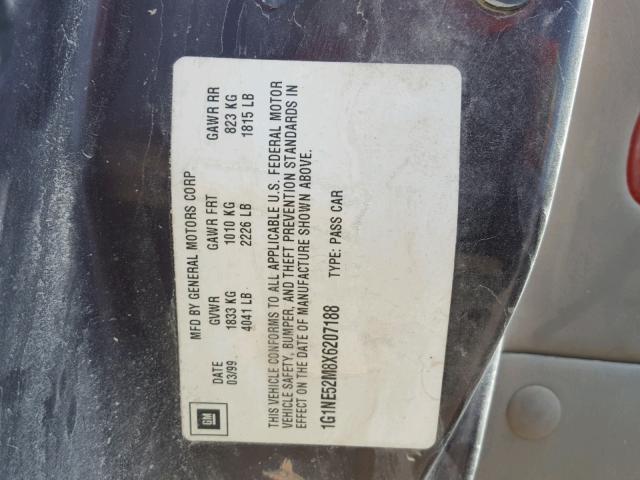 GM
MFD BY GENERAL MOTORS CORP
DATE GVWR GAWR FRT GAWR RR
03/99 1833 KG 1010 KG 823 KG
4041 LB 2226 LB 1815 LB
THIS VEHICLE CONFORMS TO ALL APPLICABLE U.S. FEDERAL MOTOR
VEHICLE SAFETY, BUMPER, AND THEFT PREVENTION STANDARDS IN
EFFECT ON THE DATE OF MANUFACTURE SHOWN ABOVE.
1G1NE52M8X6207188 TYPE: PASS CAR